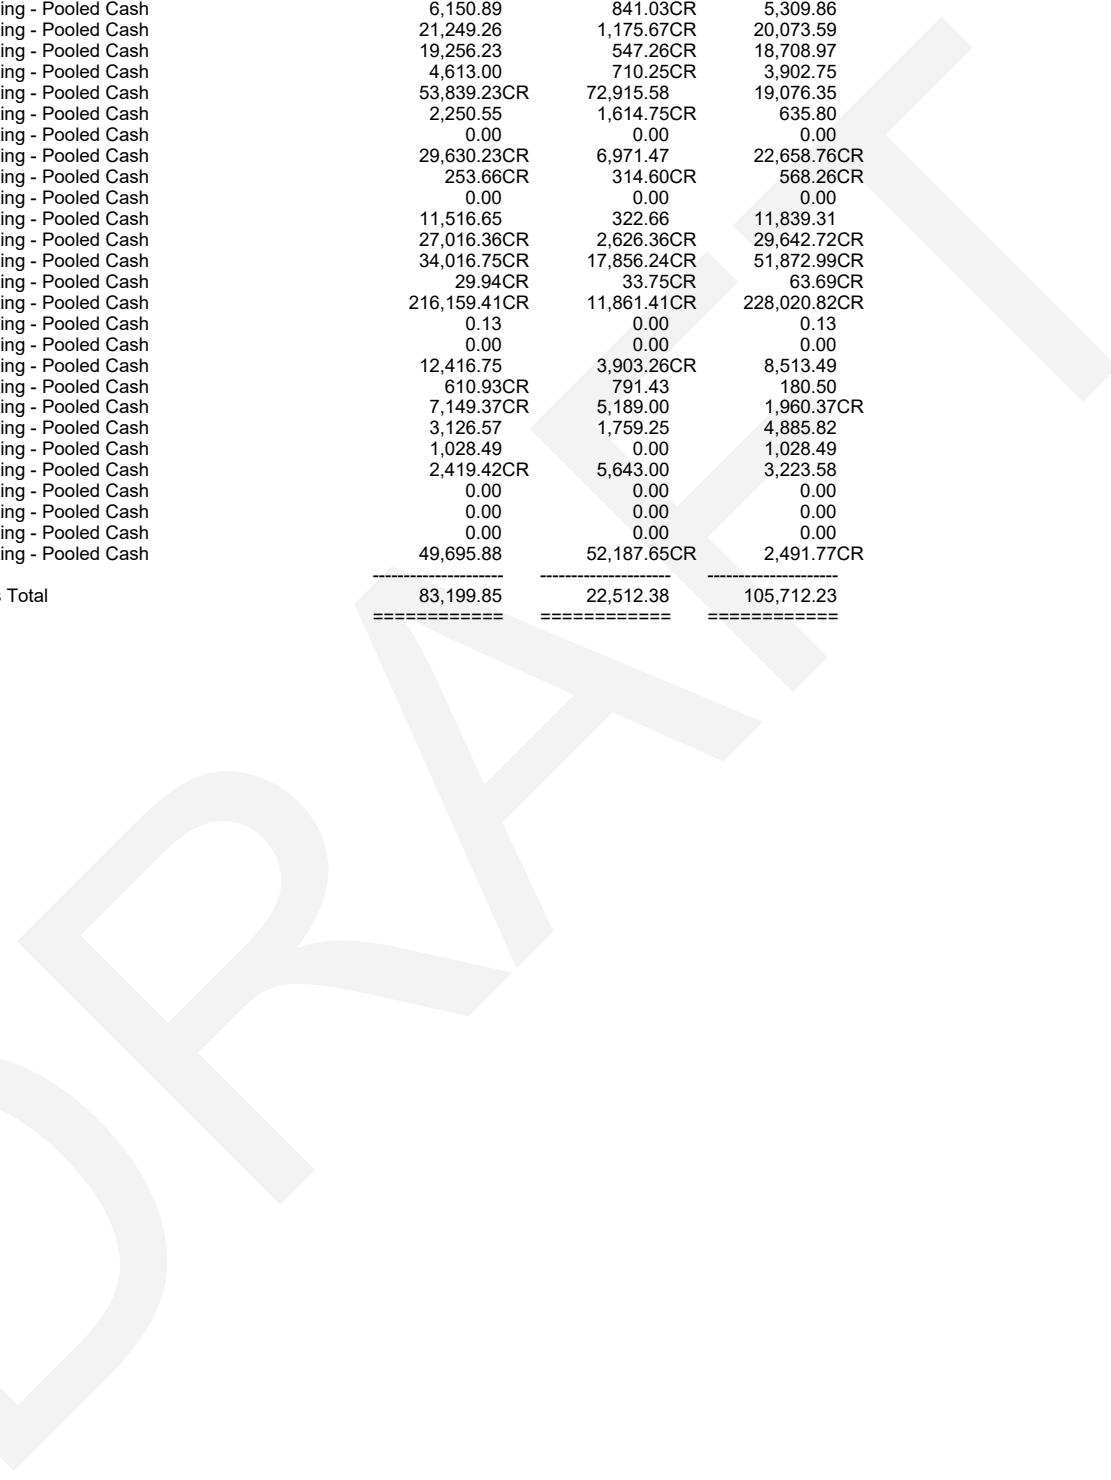 ing - Pooled Cash 6,150.89 841.03CR 5,309.86
ing - Pooled Cash 21,249.26 1,175.67CR 20,073.59
ing - Pooled Cash 19,256.23 547.26CR 18,708.97
ing - Pooled Cash 4,613.00 710.25CR 3,902.75
ing - Pooled Cash 53,839.23CR 72,915.58 19,076.35
ing - Pooled Cash 2,250.55 1,614.75CR 635.80
ing - Pooled Cash 0.00 0.00 0.00
ing - Pooled Cash 29,630.23CR 6,971.47 22,658.76CR
ing - Pooled Cash 253.66CR 314.60CR 568.26CR
ing - Pooled Cash 0.00 0.00 0.00
ing - Pooled Cash 11,516.65 322.66 11,839.31
ing - Pooled Cash 27,016.36CR 2,626.36CR 29,642.72CR
ing - Pooled Cash 34,016.75CR 17,856.24CR 51,872.99CR
ing - Pooled Cash 29.94CR 33.75CR 63.69CR
ing - Pooled Cash 216,159.41CR 11,861.41CR 228,020.82CR
ing - Pooled Cash 0.13 0.00 0.13
ing - Pooled Cash 0.00 0.00 0.00
ing - Pooled Cash 12,416.75 3,903.26CR 8,513.49
ing - Pooled Cash 610.93CR 791.43 180.50
ing - Pooled Cash 7,149.37CR 5,189.00 1,960.37CR
ing - Pooled Cash 3,126.57 1,759.25 4,885.82
ing - Pooled Cash 1,028.49 0.00 1,028.49
ing - Pooled Cash 2,419.42CR 5,643.00 3,223.58
ing - Pooled Cash 0.00 0.00 0.00
ing - Pooled Cash 0.00 0.00 0.00
ing - Pooled Cash 0.00 0.00 0.00
ing - Pooled Cash 49,695.88 52,187.65CR 2,491.77CR
--------------------- --------------------- ---------------------
s Total 83,199.85 22,512.38 105,712.23
============ ============ ============
DRAFT